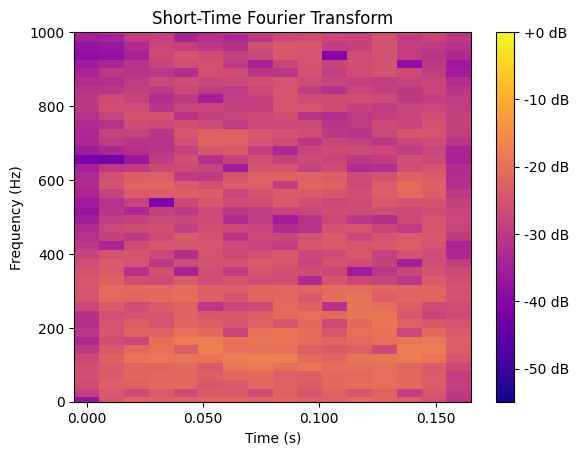 Short-Time Fourier Transform
1000
800
600
400
200
0
Frequency (Hz)
0.000
0.050
0.100
0.150
Time (s)
+0 dB
-10 dB
-20 dB
-30 dB
-40 dB
-50 dB